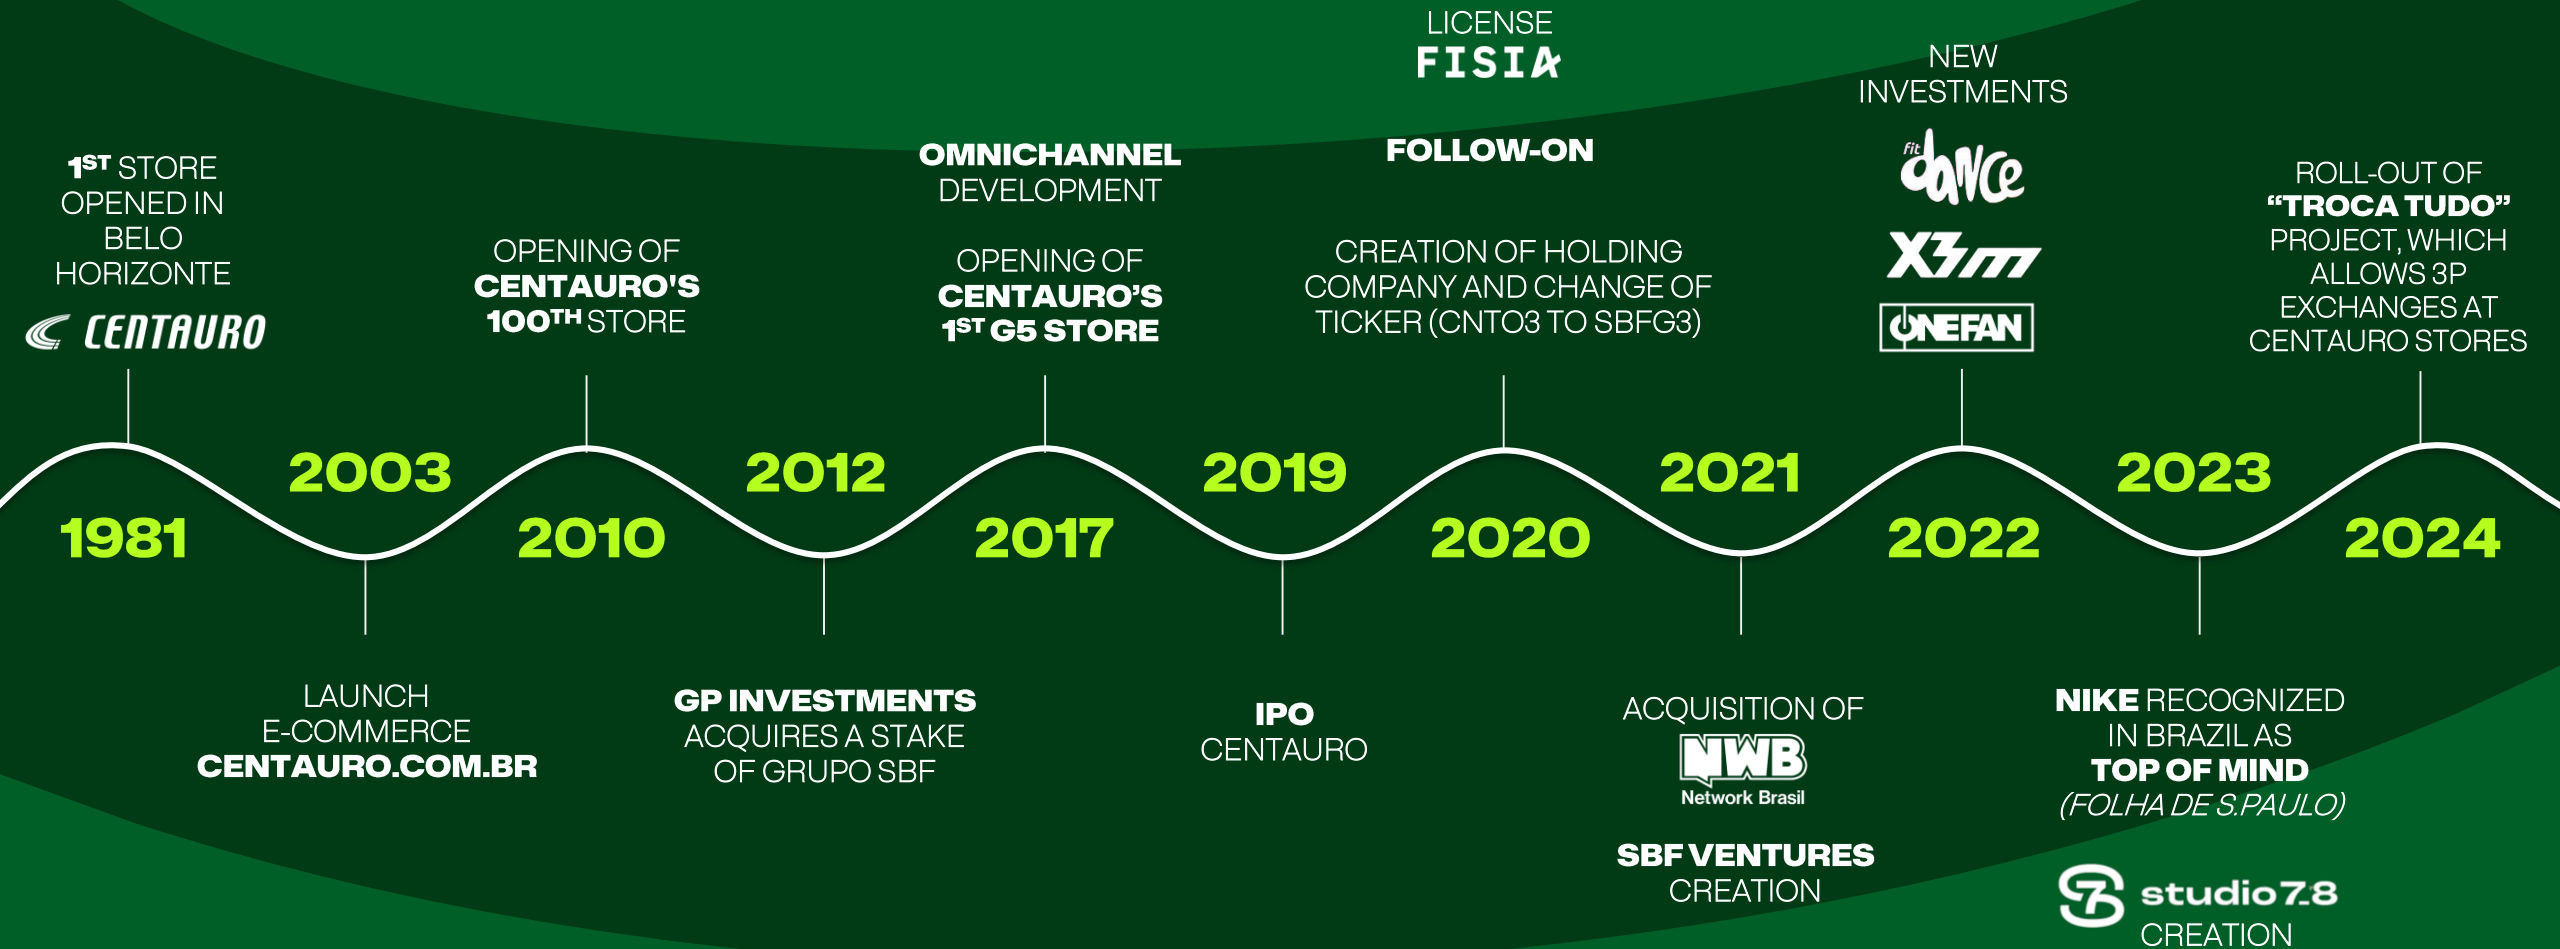 1ST STORE
OPENED IN
BELO
HORIZONTE
CENTAURO
1981
2003
LAUNCH
E-COMMERCE
CENTAURO.COM.BR
OPENING OF
CENTAURO'S
100TH STORE
2010
2012
GP INVESTMENTS
ACQUIRES A STAKE
OF GRUPO SBF
OMNICHANNEL
DEVELOPMENT
OPENING OF
CENTAURO’S
1ST G5 STORE
2017
2019
IPO
CENTAURO
LICENSE
FISIA
FOLLOW-ON
CREATION OF HOLDING
COMPANY AND CHANGE OF
TICKER (CNTO3 TO SBFG3)
2020
2021
ACQUISITION OF
NWB
Network Brasil
SBF VENTURES
CREATION
NEW
INVESTMENTS
fit
dance
X3m
ONEFAN
2022
2023
NIKE RECOGNIZED
IN BRAZIL AS
TOP OF MIND
(FOLHA DE S.PAULO)
studio 7_8
CREATION
ROLL-OUT OF
“TROCA TUDO”
PROJECT, WHICH
ALLOWS 3P
EXCHANGES AT
CENTAURO STORES
2024